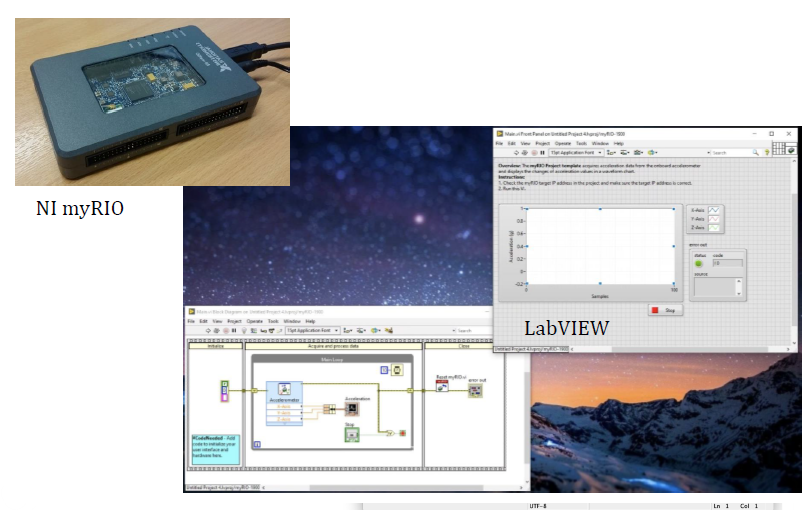 NI myRIO
Main.vi Front Panel on Untitled Project 4.lvproj/myRIO-1900
File Edit View Project Operate Tools Window Help
15pt Application Font
Search
Overview: The myRIO Project template acquires acceleration data from the onboard accelerometer
and displays the changes of acceleration values in a waveform chart.
Instructions:
1. Check the myRIO target IP address in the project and make sure the target IP address is correct.
2. Run this VI.
Acceleration (g)
1
0.8
0.6
0.4
0.2
0
-0.2
0
100
Samples
X-Axis
Y-Axis
Z-Axis
error out
status code
source
Stop
LabVIEW
Untitled Project 4.lvproj/myRIO-1900
Main.vi Block Diagram on Untitled Project 4.lvproj/myRIO-1900
File Edit View Project Operate Tools Window Help
15pt Application Font
Search
Initialize
Acquire and process data
Close
Main Loop
Accelerometer
X-Axis
Y-Axis
Z-Axis
Acceleration
Stop
Reset myRIO.vi
error out
#CodeNeeded - Add
code to initialize your
user interface and
hardware here.
Untitled Project 4.lvproj/myRIO-1900
UTF-8
Ln 1 Col 1